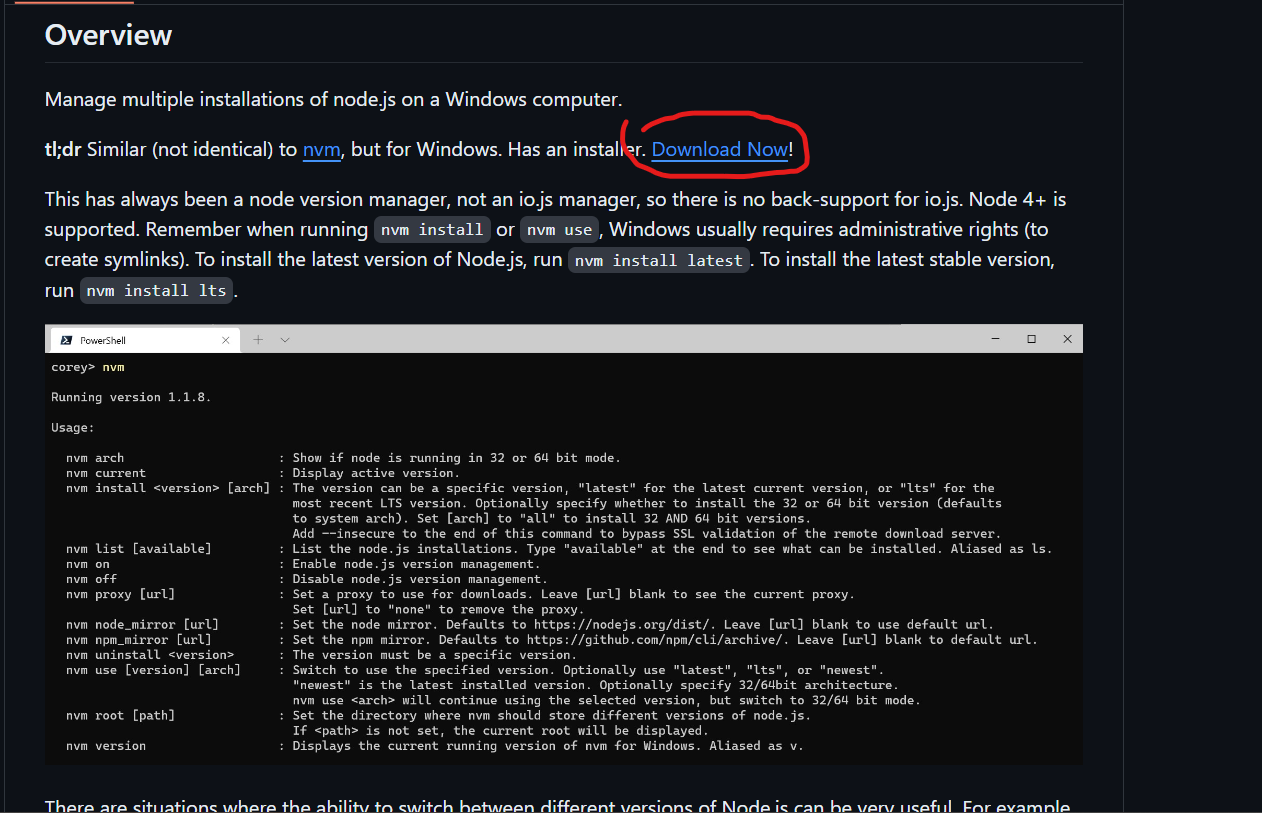 Overview
Manage multiple installations of node.js on a Windows computer.
tl;dr Similar (not identical) to nvm, but for Windows. Has an installer. Download Now!
This has always been a node version manager, not an io.js manager, so there is no back-support for io.js. Node 4+ is
supported. Remember when running nvm install or nvm use, Windows usually requires administrative rights (to
create symlinks). To install the latest version of Node.js, run nvm install latest. To install the latest stable version,
run nvm install lts.
PowerShell
corey> nvm
Running version 1.1.8.
Usage:
nvm arch : Show if node is running in 32 or 64 bit mode.
nvm current : Display active version.
nvm install <version> [arch] : The version can be a specific version, "latest" for the latest current version, or "lts" for the
most recent LTS version. Optionally specify whether to install the 32 or 64 bit version (defaults
to system arch). Set [arch] to "all" to install 32 AND 64 bit versions.
Add --insecure to the end of this command to bypass SSL validation of the remote download server.
nvm list [available] : List the node.js installations. Type "available" at the end to see what can be installed. Aliased as ls.
nvm on : Enable node.js version management.
nvm off : Disable node.js version management.
nvm proxy [url] : Set a proxy to use for downloads. Leave [url] blank to see the current proxy.
Set [url] to "none" to remove the proxy.
nvm node_mirror [url] : Set the node mirror. Defaults to https://nodejs.org/dist/. Leave [url] blank to use default url.
nvm npm_mirror [url] : Set the npm mirror. Defaults to https://github.com/npm/cli/archive/. Leave [url] blank to default url.
nvm uninstall <version> : The version must be a specific version.
nvm use [version] [arch] : Switch to use the specified version. Optionally use "latest", "lts", or "newest".
"newest" is the latest installed version. Optionally specify 32/64bit architecture.
nvm use <arch> will continue using the selected version, but switch to 32/64 bit mode.
nvm root [path] : Set the directory where nvm should store different versions of node.js.
If <path> is not set, the current root will be displayed.
nvm version : Displays the current running version of nvm for Windows. Aliased as v.
There are situations where the ability to switch between different versions of Node.js can be very useful. For example